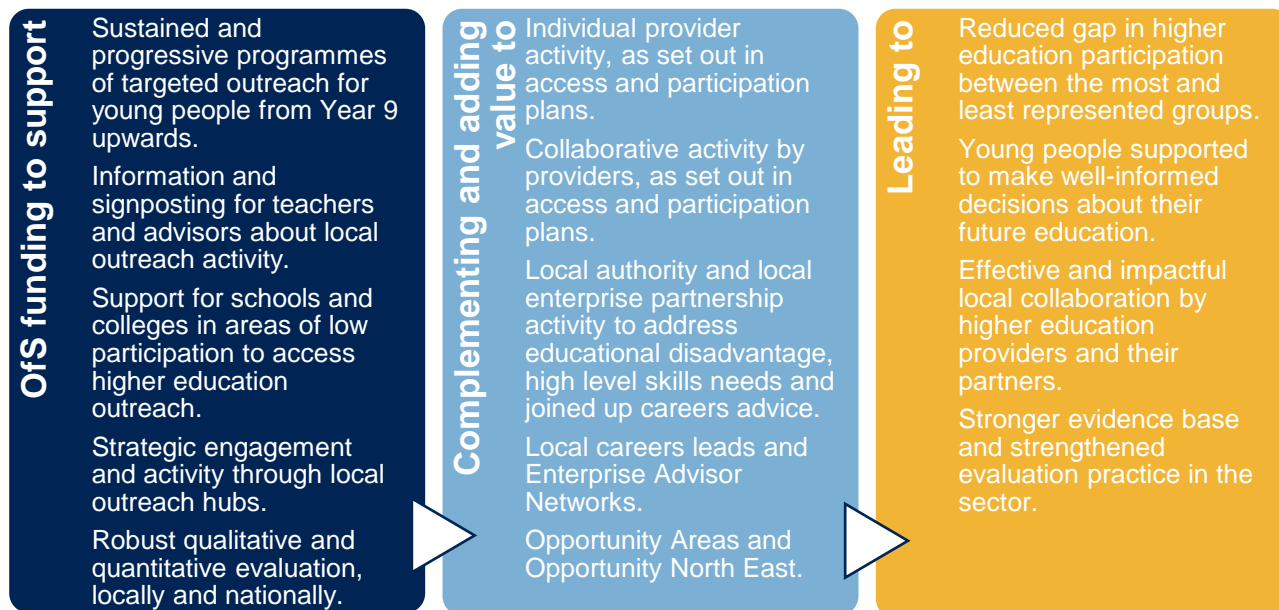 OfS funding to support
Sustained and
progressive programmes
of targeted outreach for
young people from Year 9
upwards.
Information and
signposting for teachers
and advisors about local
outreach activity.
Support for schools and
colleges in areas of low
participation to access
higher education
outreach.
Strategic engagement
and activity through local
outreach hubs.
Robust qualitative and
quantitative evaluation,
locally and nationally.
Complementing and adding
value to
Individual provider
activity, as set out in
access and participation
plans.
Collaborative activity by
providers, as set out in
access and participation
plans.
Local authority and local
enterprise partnership
activity to address
educational disadvantage,
high level skills needs and
joined up careers advice.
Local careers leads and
Enterprise Advisor
Networks.
Opportunity Areas and
Opportunity North East.
Leading to
Reduced gap in higher
education participation
between the most and
least represented groups.
Young people supported
to make well-informed
decisions about their
future education.
Effective and impactful
local collaboration by
higher education
providers and their
partners.
Stronger evidence base
and strengthened
evaluation practice in the
sector.